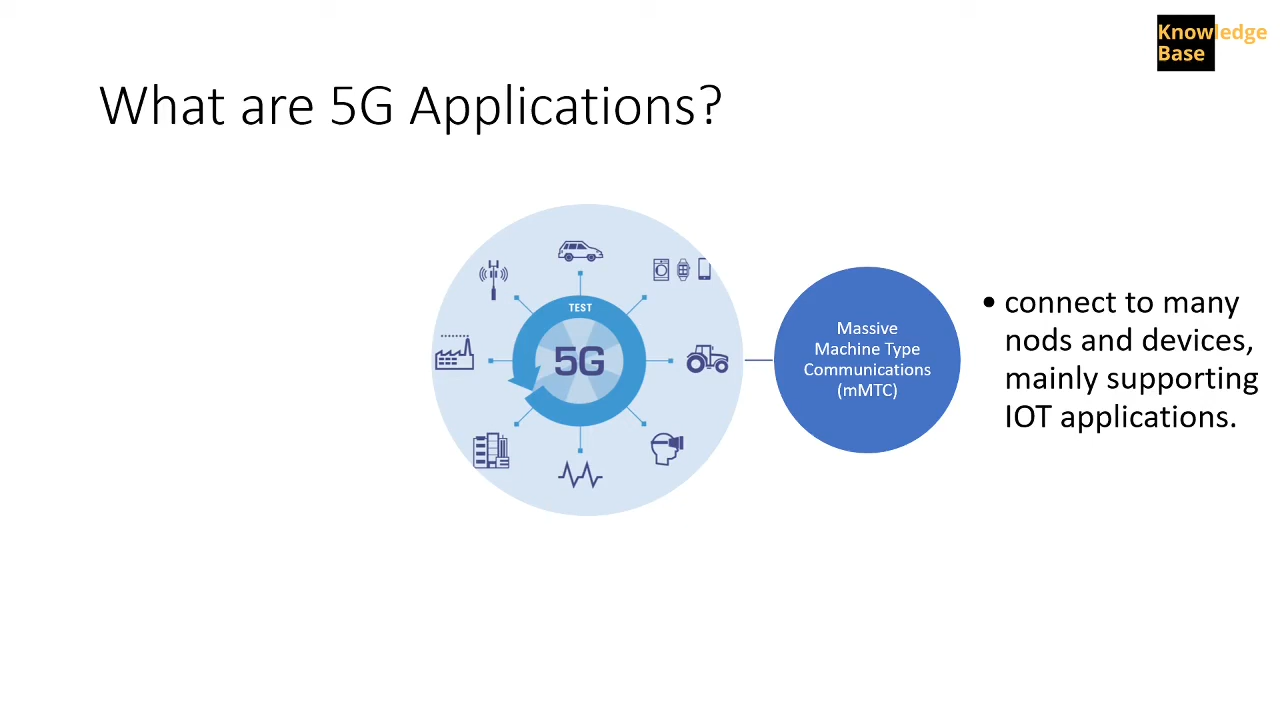 Knowledge
Base
What are 5G Applications?
TEST
5G
Massive
Machine Type
Communications
(mMTC)
• connect to many
nods and devices,
mainly supporting
IOT applications.